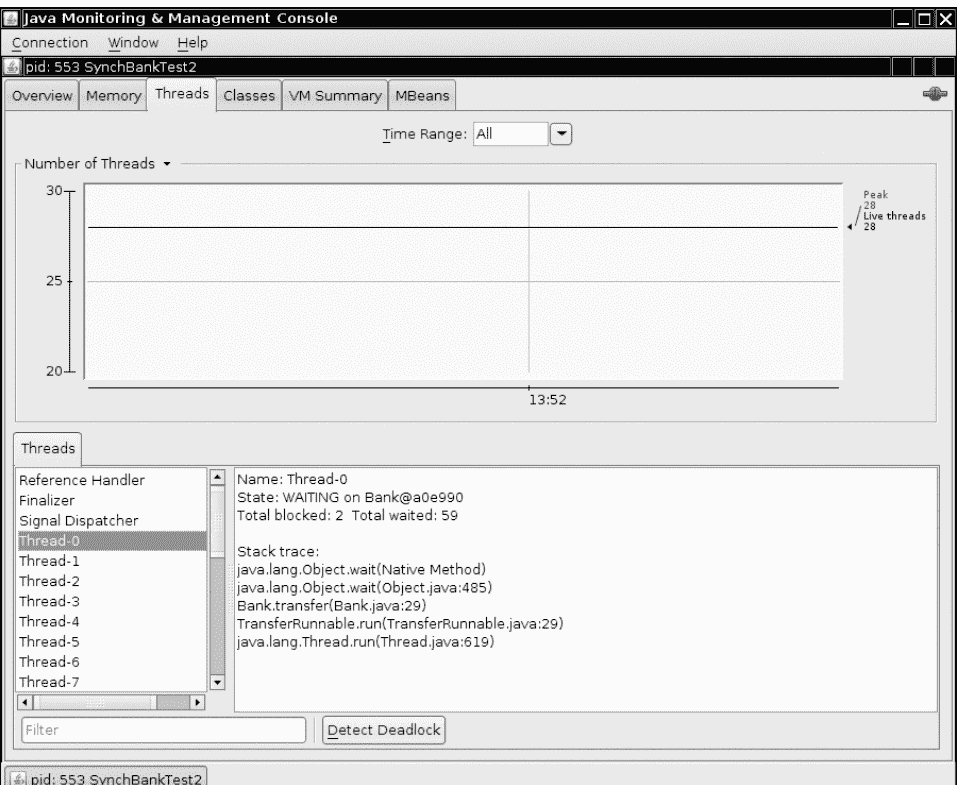 Java Monitoring & Management Console
Connection Window Help
pid: 553 SynchBankTest2
Overview Memory Threads Classes VM Summary MBeans
Time Range: All
Number of Threads
30
25
20
Peak
28
Live threads
28
13:52
Threads
Reference Handler
Finalizer
Signal Dispatcher
Thread-0
Thread-1
Thread-2
Thread-3
Thread-4
Thread-5
Thread-6
Thread-7
Name: Thread-0
State: WAITING on Bank@a0e990
Total blocked: 2 Total waited: 59
Stack trace:
java.lang.Object.wait(Native Method)
java.lang.Object.wait(Object.java:485)
Bank.transfer(Bank.java:29)
TransferRunnable.run(TransferRunnable.java:29)
java.lang.Thread.run(Thread.java:619)
Filter
Detect Deadlock
pid: 553 SynchBankTest2